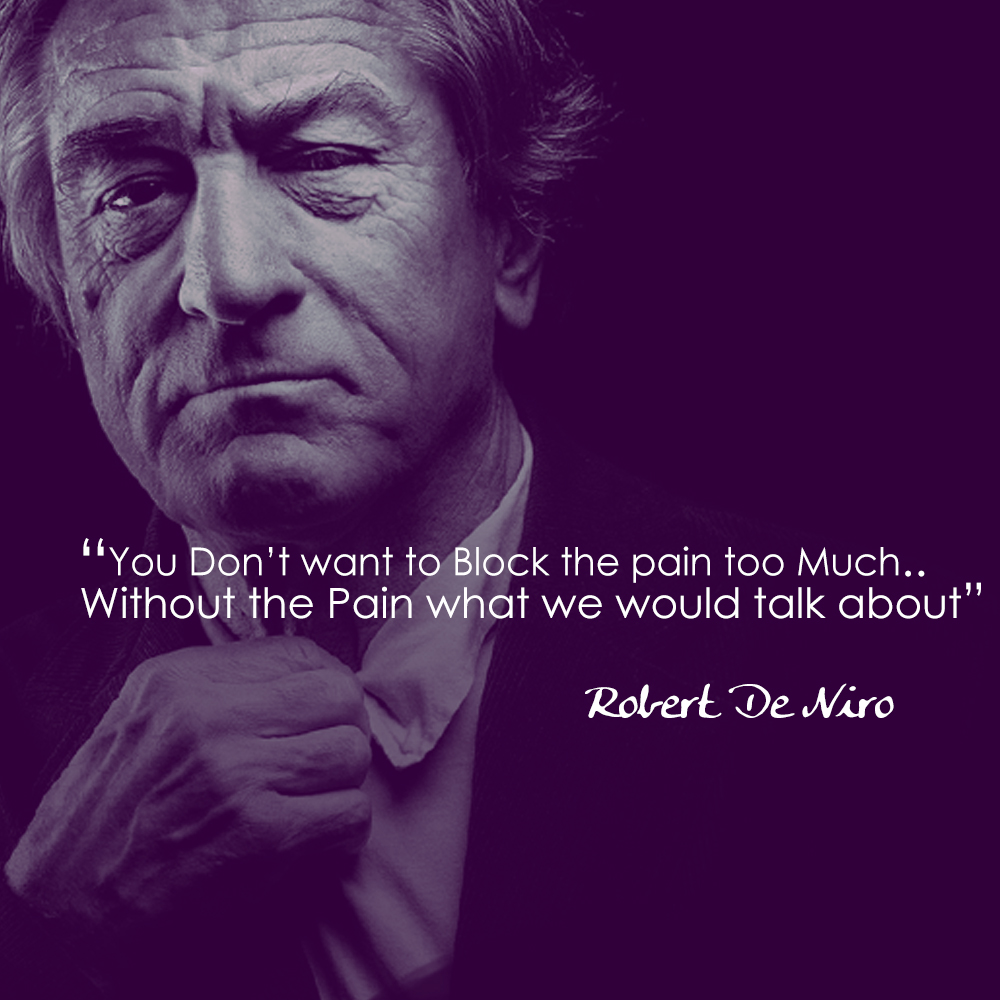 “You Don’t want to Block the pain too Much..
Without the Pain what we would talk about”
Robert De Niro